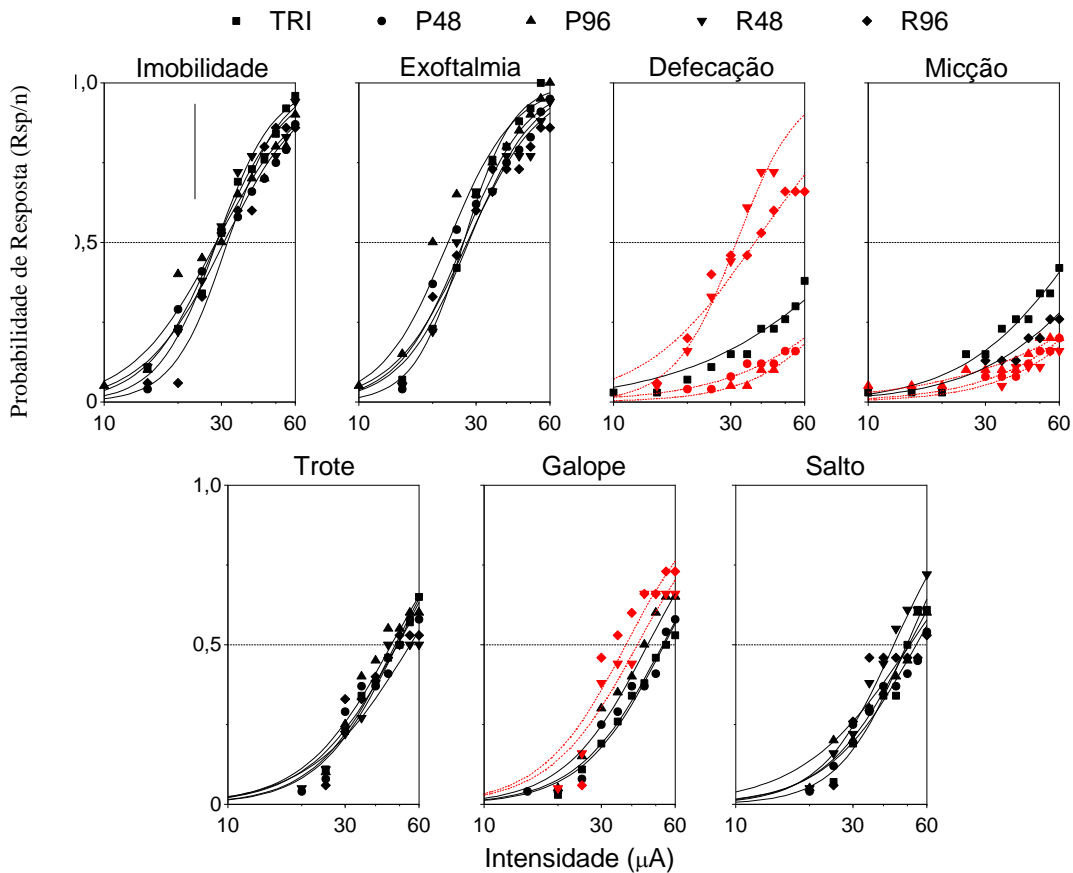 TRI P48 P96 R48 R96
Imobilidade Exoftalmia Defecação Micção
Probabilidade de Resposta (Rsp/n)
1,0
0,5
0
10 30 60 10 30 60 10 30 60 10 30 60
Trote Galope Salto
1,0
0.5
0
10 30 60 10 30 60 10 30 60
Intensidade (μA)